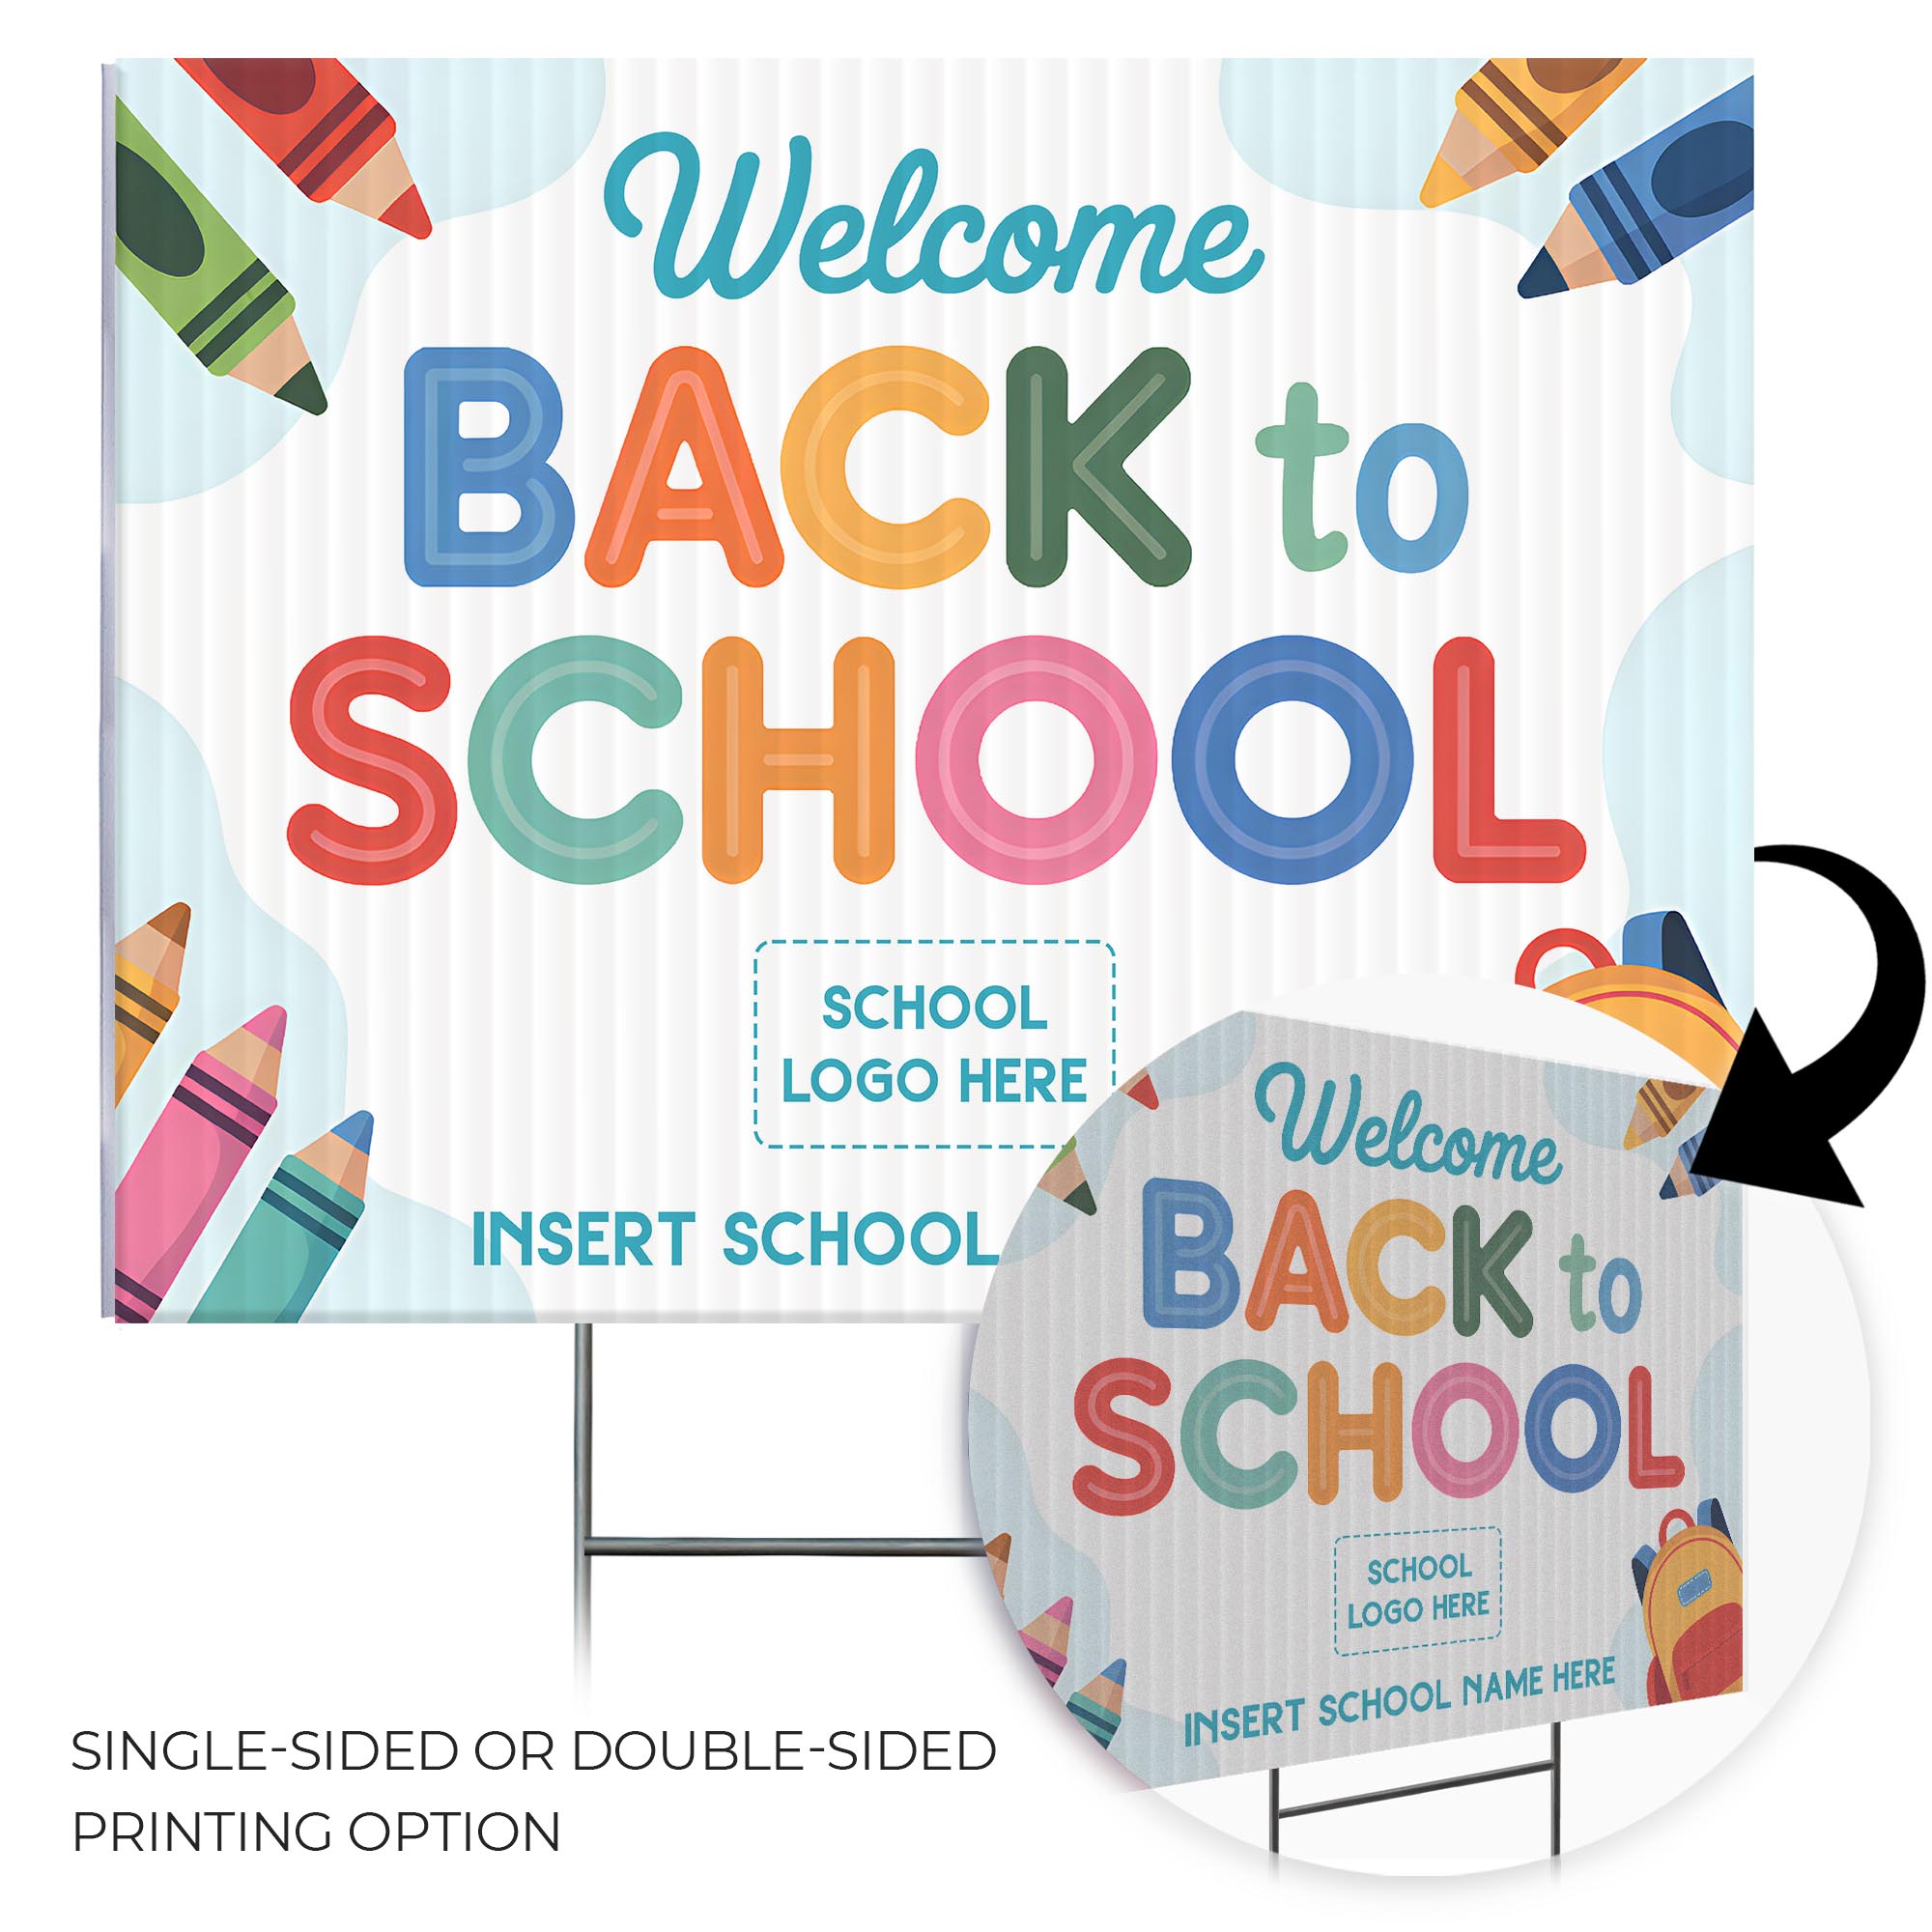 Welcome
BACK to
SCHOOL
SCHOOL
LOGO HERE
INSERT SCHOOL
Welcome
BACK to
SCHOOL
SCHOOL
LOGO HERE
INSERT SCHOOL NAME HERE
SINGLE-SIDED OR DOUBLE-SIDED
PRINTING OPTION